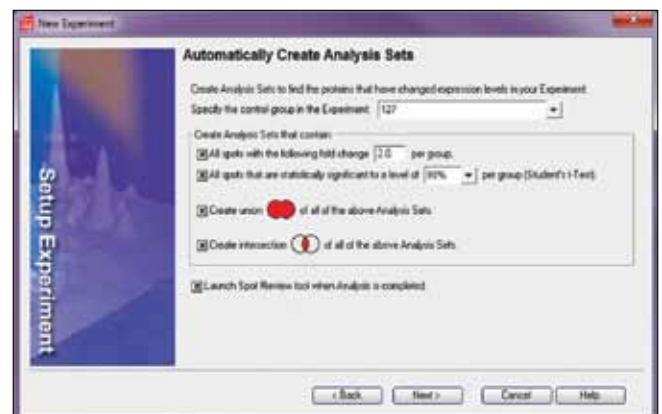 New Experiment
Automatically Create Analysis Sets
Create Analysis Sets to find the proteins that have changed expression levels in your Experiment.
Specify the control group in the Experiment: 127
Create Analysis Sets that contain:
All spots with the following fold change 2.0 per group.
All spots that are statistically significant to a level of per group (Student's t-Test).
Create union of all of the above Analysis Sets.
Create intersection of all of the above Analysis Sets.
Launch Spot Review tool when Analysis is completed
Setup Experiment
< Back Next > Cancel Help